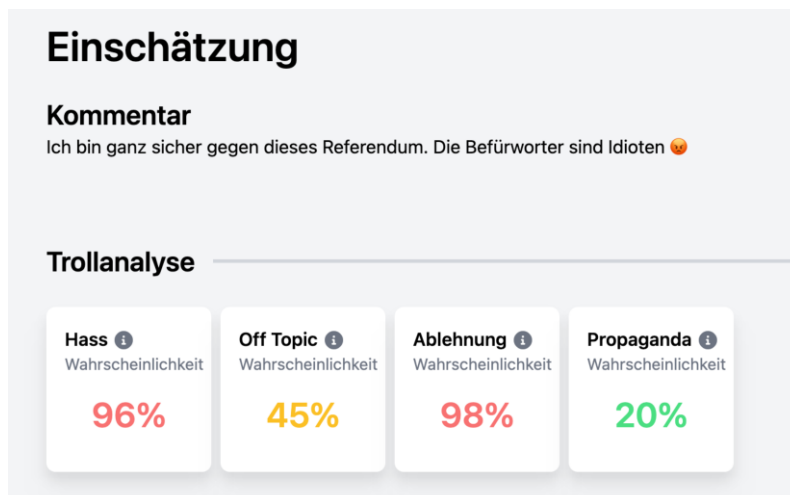 Einschätzung
Kommentar
Ich bin ganz sicher gegen dieses Referendum. Die Befürworter sind Idioten 😡
Trollanalyse
Hass
Wahrscheinlichkeit
96%
Off Topic
Wahrscheinlichkeit
45%
Ablehnung
Wahrscheinlichkeit
98%
Propaganda
Wahrscheinlichkeit
20%